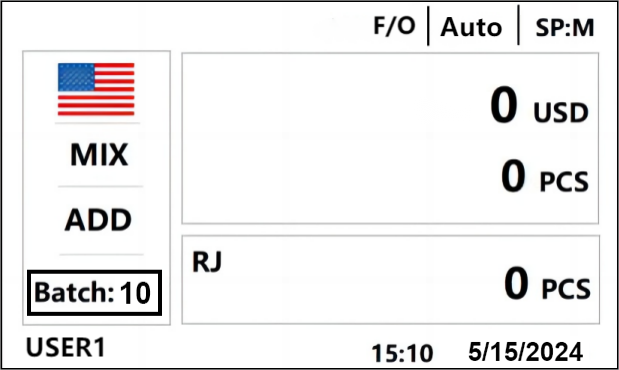 F/O Auto SP:M
MIX
ADD
Batch: 10
0 USD
0 PCS
RJ
0 PCS
USER1
15:10 5/15/2024